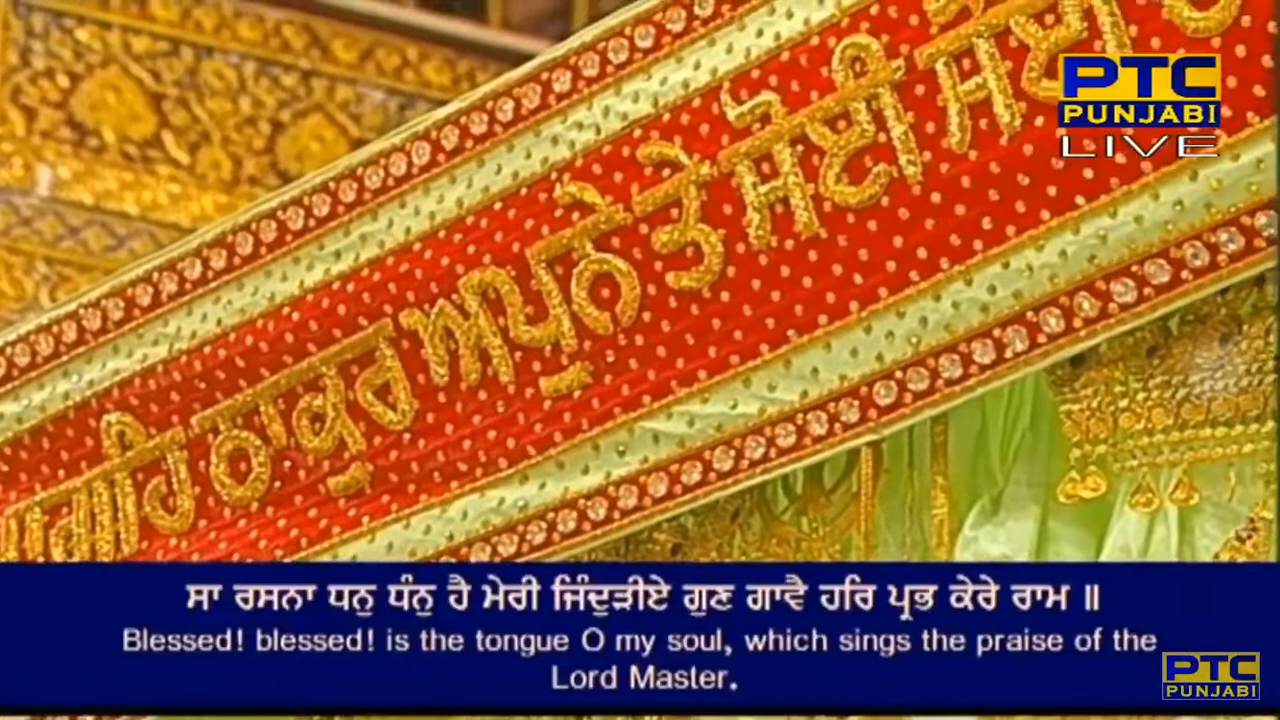 ਠਾਕੁਰ ਅਪੁਨੇ ਤੇ ਸੋਈ ਸੋਈ
PTC
PUNJABI
LIVE
ਸਾ ਰਸਨਾ ਧਨੁ ਧੰਨੁ ਹੈ ਮੇਰੀ ਜਿੰਦੁੜੀਏ ਗੁਣ ਗਾਵੈ ਹਰਿ ਪ੍ਰਭ ਕੇਰੇ ਰਾਮ ॥
Blessed! blessed! is the tongue O my soul, which sings the praise of the
Lord Master.
PTC
PUNJABI